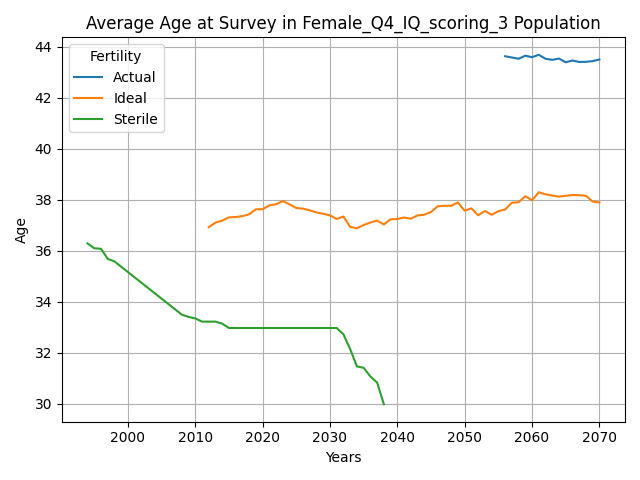 Average Age at Survey in Female_Q4_IQ_scoring_3 Population
Fertility
Actual
Ideal
Sterile
Age
44
42
40
38
36
34
32
30
2000 2010 2020 2030 2040 2050 2060 2070
Years